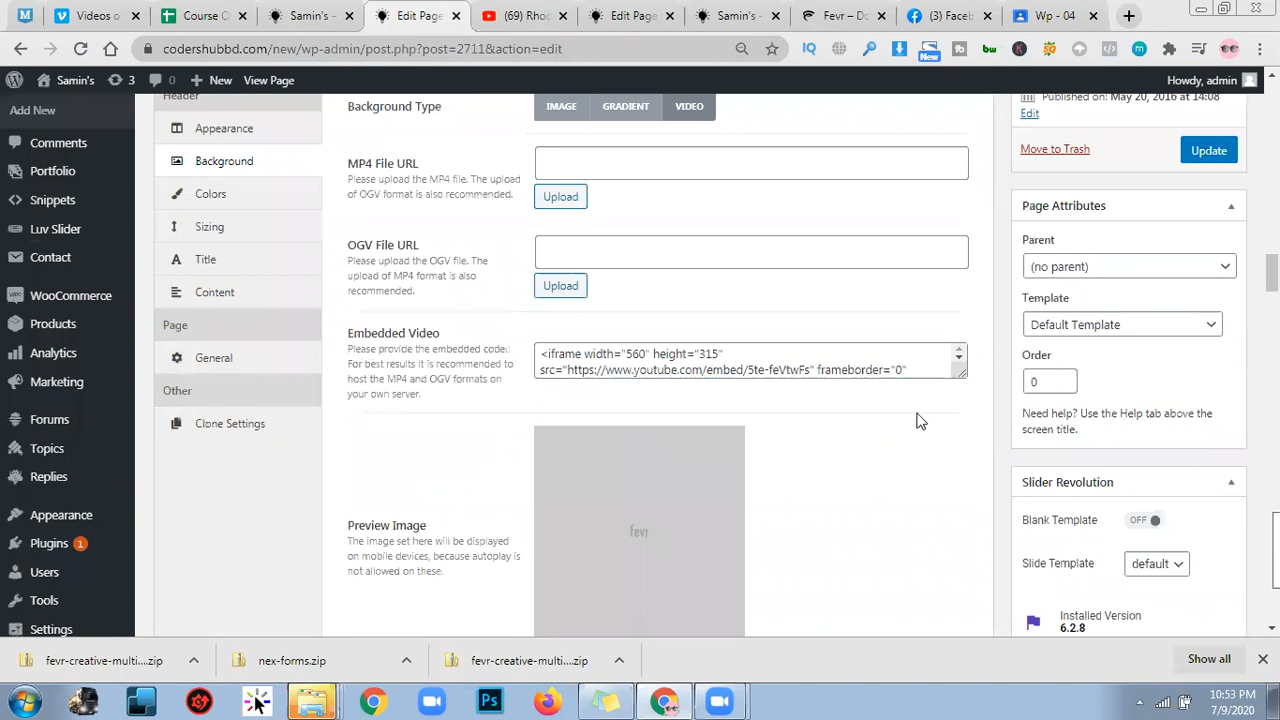 Videos o
Course O
Samin's –
Edit Page
(69) Rho
Edit Page
Samin's –
Fevr – Do
(3) Faceb
Wp - 04
codershubbd.com/new/wp-admin/post.php?post=2711&action=edit
New
Samin's
3
0
New
View Page
Howdy, admin
Add New
Comments
Portfolio
Snippets
Luv Slider
Contact
WooCommerce
Products
Analytics
Marketing
Forums
Topics
Replies
Appearance
Plugins 1
Users
Tools
Settings
Header
Appearance
Background
Colors
Sizing
Title
Content
Page
General
Other
Clone Settings
Background Type
IMAGE
GRADIENT
VIDEO
MP4 File URL
Please upload the MP4 file. The upload
of OGV format is also recommended.
Upload
OGV File URL
Please upload the OGV file. The
upload of MP4 format is also
recommended.
Upload
Embedded Video
Please provide the embedded code.
For best results it is recommended to
host the MP4 and OGV formats on
your own server.
<iframe width="560" height="315"
src="https://www.youtube.com/embed/5te-feVtwFs" frameborder="0"
Preview Image
The image set here will be displayed
on mobile devices, because autoplay is
not allowed on these.
fevr
Published on: May 20, 2016 at 14:08
Edit
Move to Trash
Update
Page Attributes
Parent
(no parent)
Template
Default Template
Order
0
Need help? Use the Help tab above the
screen title.
Slider Revolution
Blank Template
OFF
Slide Template
default
Installed Version
6.2.8
fevr-creative-multi....zip
nex-forms.zip
fevr-creative-multi....zip
Show all
Ps
10:53 PM
7/9/2020